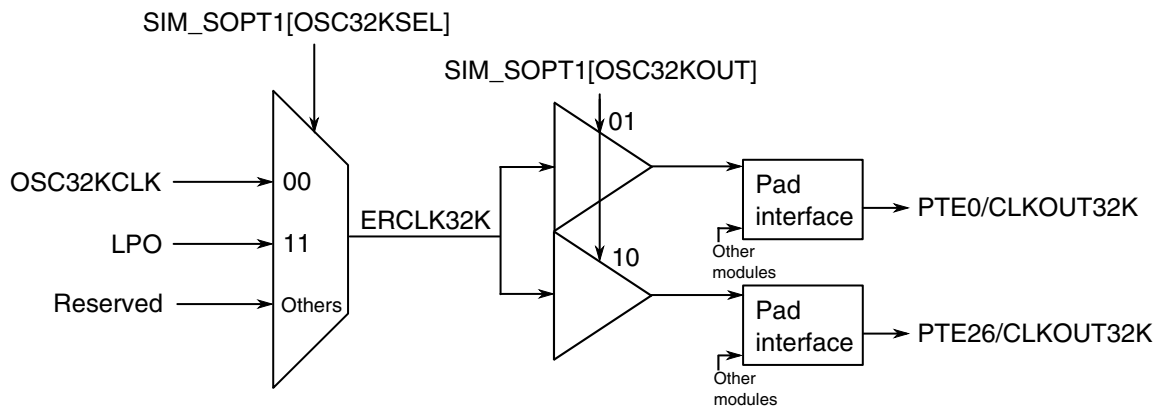 SIM_SOPT1[OSC32KSEL]
SIM_SOPT1[OSC32KOUT]
01
OSC32KCLK
00
Pad
interface
PTE0/CLKOUT32K
ERCLK32K
LPO
11
Other
modules
10
Reserved
Others
Pad
interface
PTE26/CLKOUT32K
Other
modules